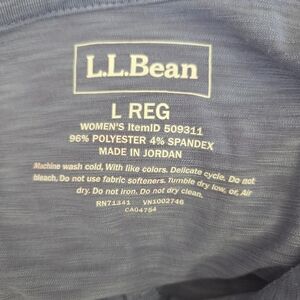 L.L.Bean
L REG
WOMEN'S ItemID 509311
96% POLYESTER 4% SPANDEX
MADE IN JORDAN
Machine wash cold, With like colors. Delicate cycle. Do not
bleach, Do not use fabric softeners. Tumble dry low, or, Air
dry. Do not iron. Do not dry clean.
RN71341 VN1002746
CA04754